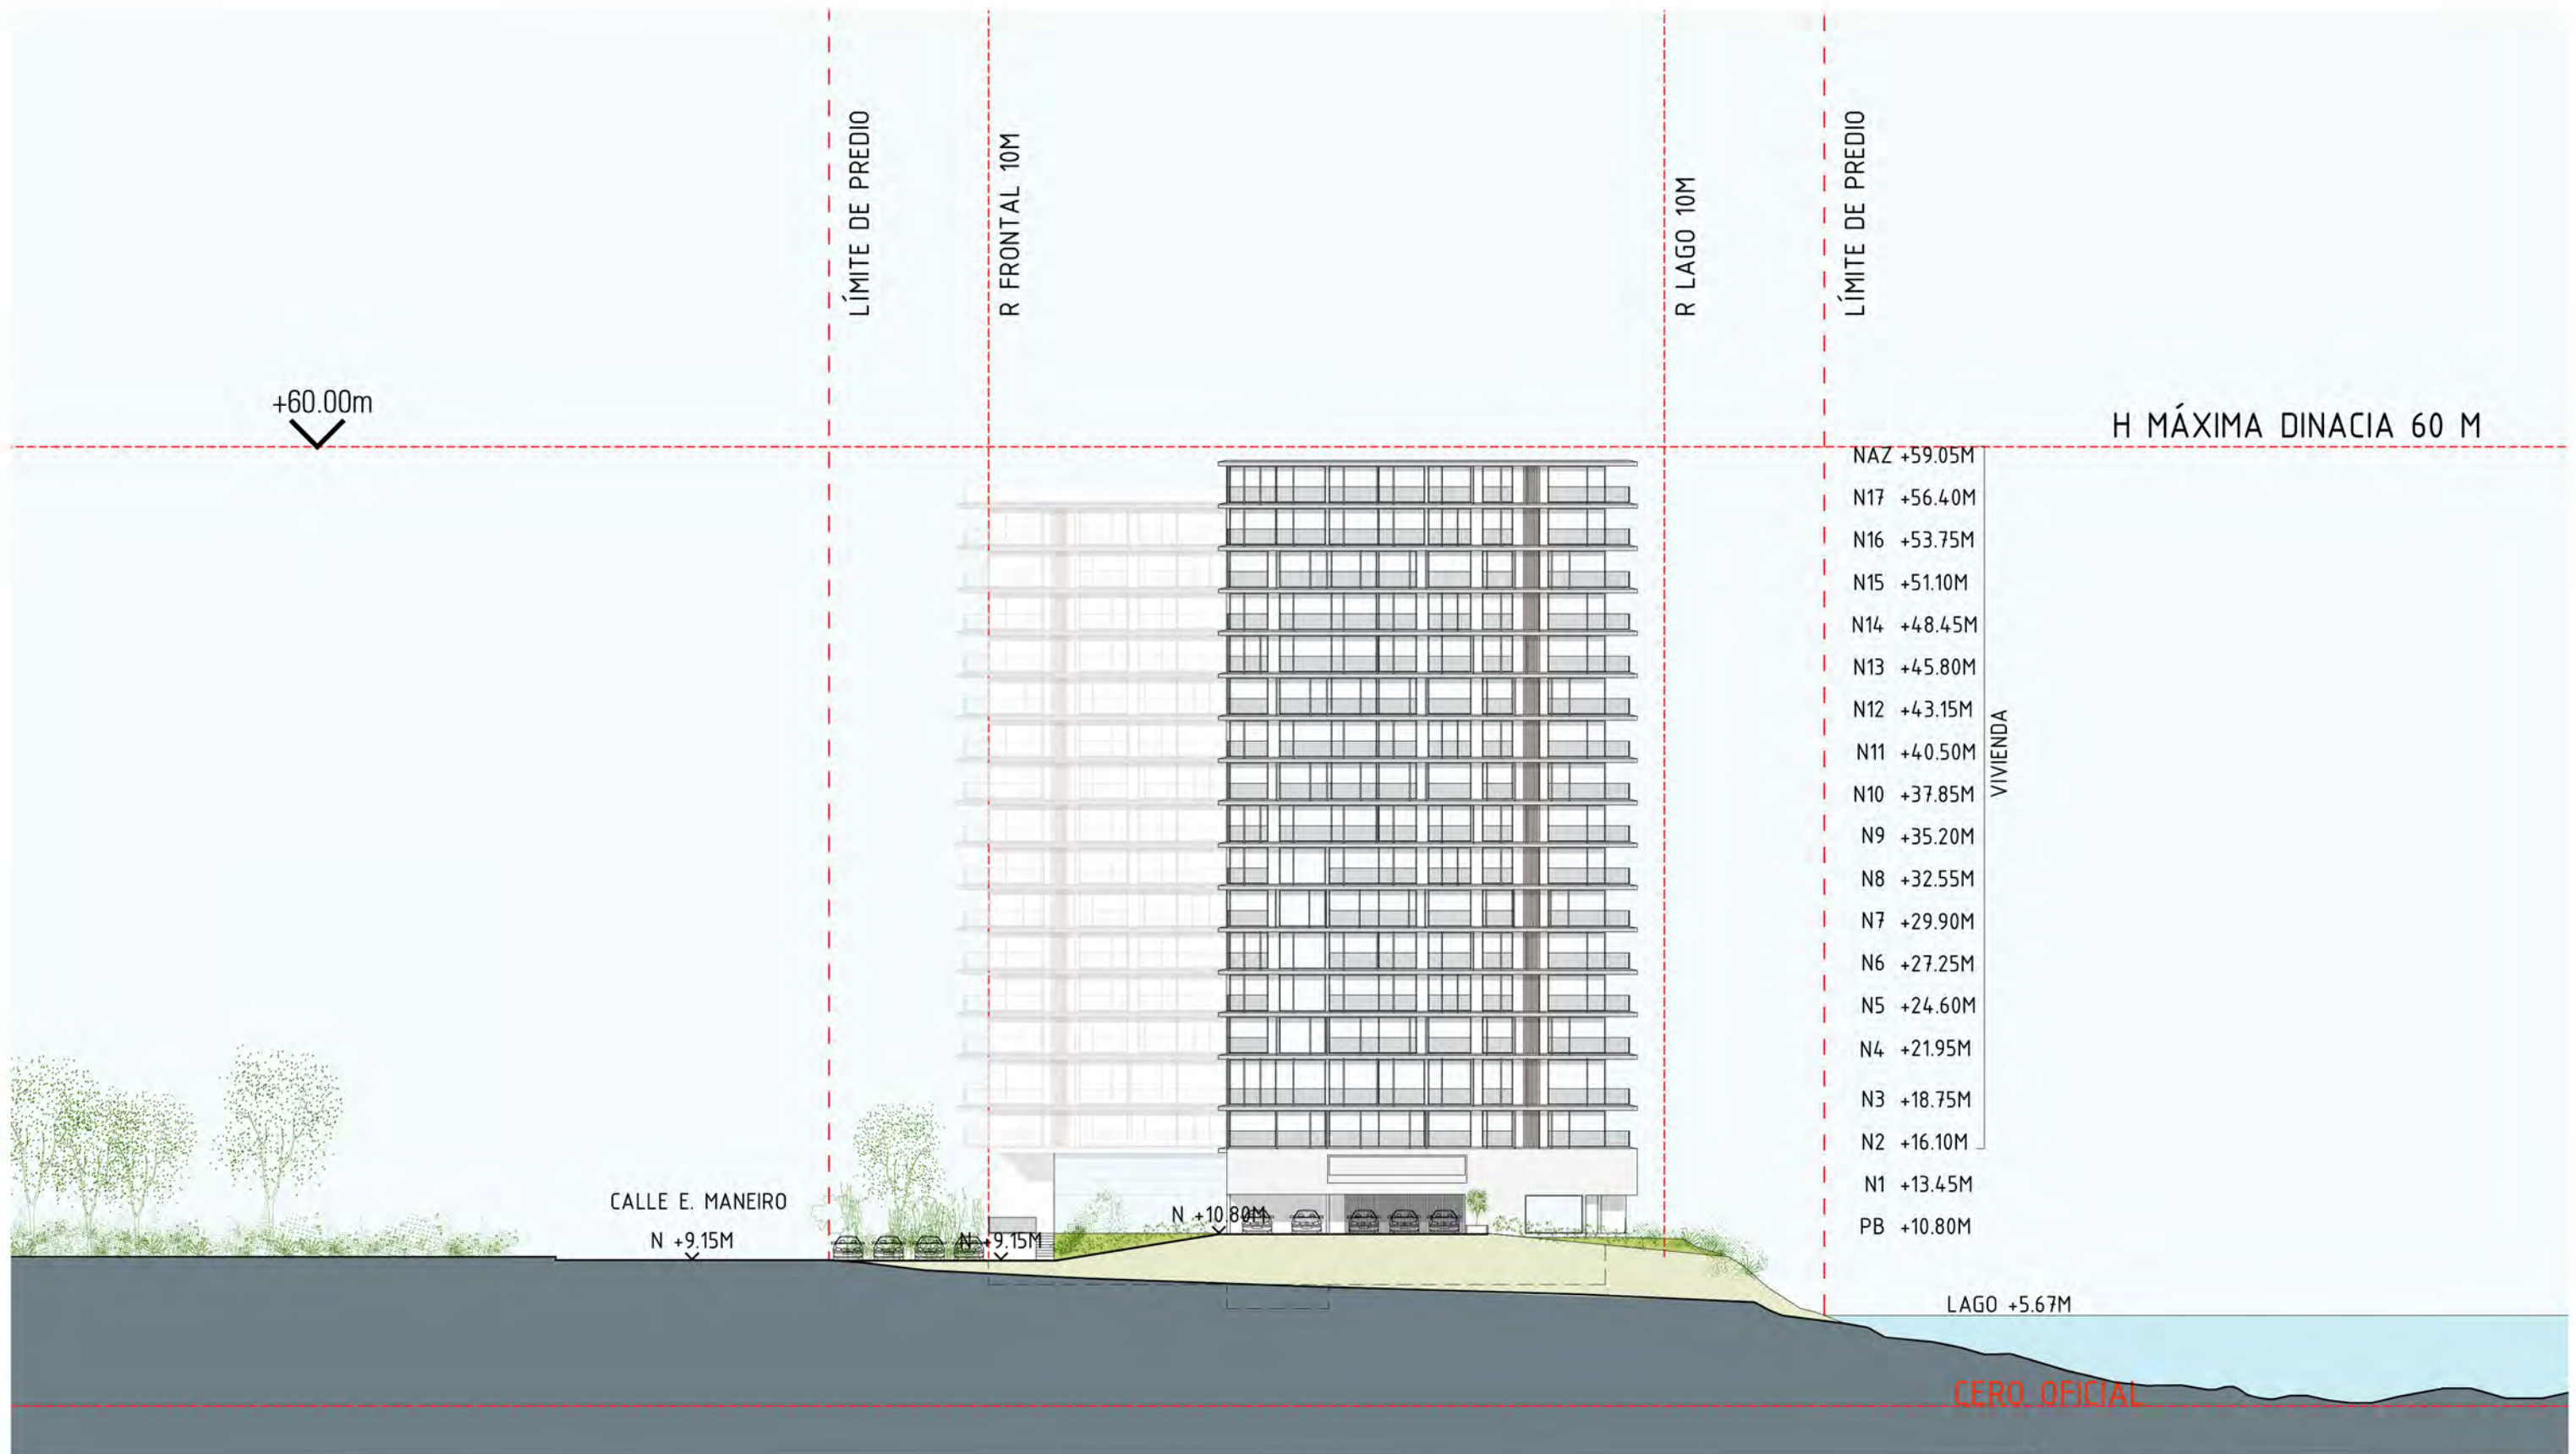 LÍMITE DE PREDIO
R FRONTAL 10M
R LAGO 10M
LÍMITE DE PREDIO
+60.00m
H MÁXIMA DINACIA 60 M
NAZ +59.05M
N17 +56.40M
N16 +53.75M
N15 +51.10M
N14 +48.45M
N13 +45.80M
N12 +43.15M
N11 +40.50M
N10 +37.85M
N9 +35.20M
N8 +32.55M
N7 +29.90M
N6 +27.25M
N5 +24.60M
N4 +21.95M
N3 +18.75M
N2 +16.10M
N1 +13.45M
PB +10.80M
VIVIENDA
CALLE E. MANEIRO
N +9.15M
N +9.15M
N +10.80M
LAGO +5.67M
CERO OFICIAL